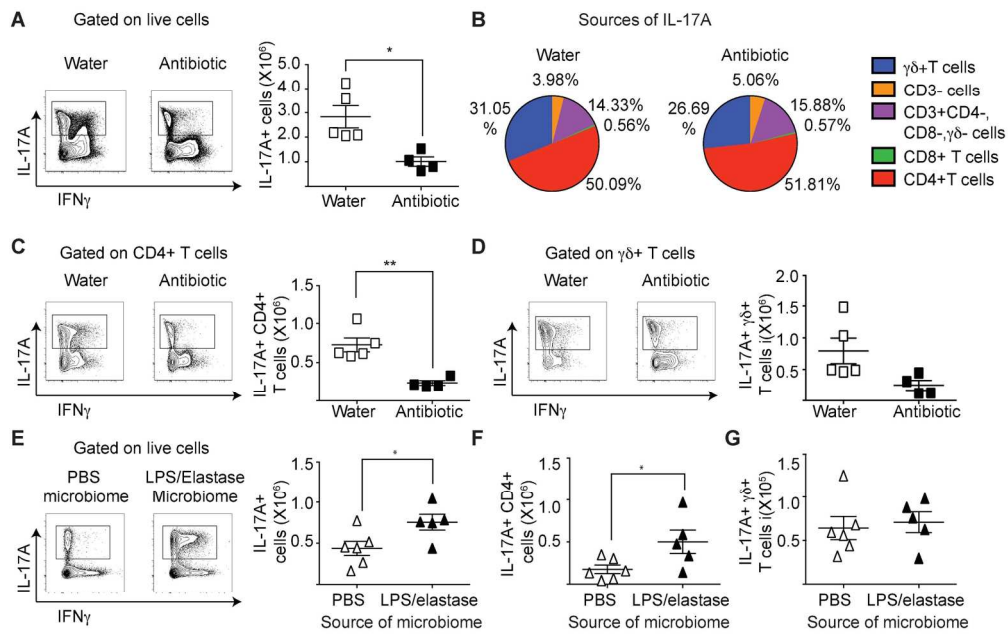 A
Gated on live cells
Water
Antibiotic
IL-17A
IFNγ
IL-17A+ cells (X10⁶)
5.0
4.0
3.0
2.0
1.0
*
Water
Antibiotic
B
Sources of IL-17A
Water
3.98%
14.33%
0.56%
31.05
%
50.09%
Antibiotic
5.06%
15.88%
0.57%
26.69
%
51.81%
γδ+T cells
CD3- cells
CD3+CD4-,
CD8-,γδ- cells
CD8+ T cells
CD4+T cells
C
Gated on CD4+ T cells
Water
Antibiotic
IL-17A
IFNγ
IL-17A+ CD4+
T cells (X10⁶)
1.5
1.0
0.5
**
Water
Antibiotic
D
Gated on γδ+ T cells
Water
Antibiotic
IL-17A
IFNγ
IL-17A+ γδ+
T cells i(X10⁶)
2.0
1.5
1.0
0.5
Water
Antibiotic
E
Gated on live cells
PBS
microbiome
LPS/Elastase
Microbiome
IL-17A
IFNγ
IL-17A+
cells (X10⁶)
1.5
1.0
0.5
*
PBS
LPS/elastase
Source of microbiome
F
IL-17A+ CD4+
cells (X10⁶)
1.5
1.0
0.5
*
PBS
LPS/elastase
Source of microbiome
G
IL-17A+ γδ+
T cells i(X10⁵)
1.5
1.0
0.5
PBS
LPS/elastase
Source of microbiome